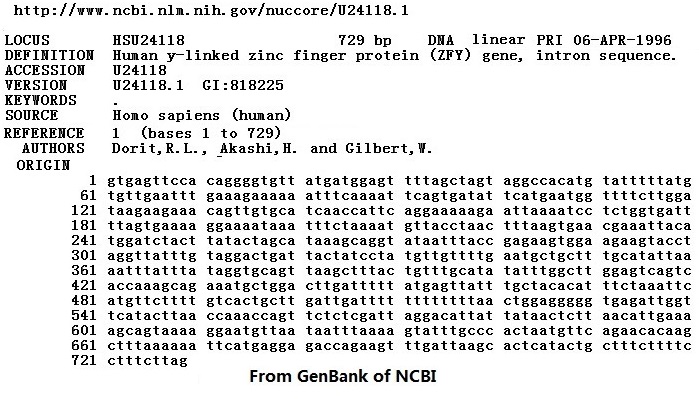 http://www.ncbi.nlm.nih.gov/nuccore/U24118.1
LOCUS HSU24118 729 bp DNA linear PRI 06-APR-1996
DEFINITION Human y-linked zinc finger protein (ZFY) gene, intron sequence.
ACCESSION U24118
VERSION U24118.1 GI:818225
KEYWORDS .
SOURCE Homo sapiens (human)
REFERENCE 1 (bases 1 to 729)
AUTHORS Dorit,R.L., Akashi,H. and Gilbert,W.
ORIGIN
1 gtgagttcca caggggtgtt atgatggagt tttagctagt aggccacatg tatttttatg
61 tgttgaattt gaaagaaaaa atttcaaaat tcagtgatat tcatgaatgg ttttcttgga
121 taagaagaaa cagttgtgca tcaaccattc aggaaaaaga attaaaatcc tctggtgatt
181 ttagttaaag ggaaaataaa tttctaaaat gttacctaac tttaagtgaa cgaaattaca
241 tggatctact tatactagca taaagcaggt ataatttacc gagaagtgga agaagtacct
301 aggttatttg taggactgat tactatccta tgttgttttg gaatgctgct tgcatattaa
361 aatttattta taggtgcagt taagctttac tgtttgcata tatttggctt ggagtcagtc
421 accaaagcag aaatgctgga cttgattttt atgagttatt tgctacacat ttctaaattc
481 atgttctttt gtcactgctt gattgatttt ttttttttaa ctggaggggg tgagattggt
541 tcatacttaa ccaaaccagt tctctcgatt aggacattat tataactctt aacattgaaa
601 agcagtaaaa ggaatgttaa taatttaaaa gtatttgccc actaatgttc agaacacaag
661 ctttaaaaaa ttcatgagga gaccagaagt ttgattaagc actcatactg ctttcttttc
721 ctttcttag
From GenBank of NCBI